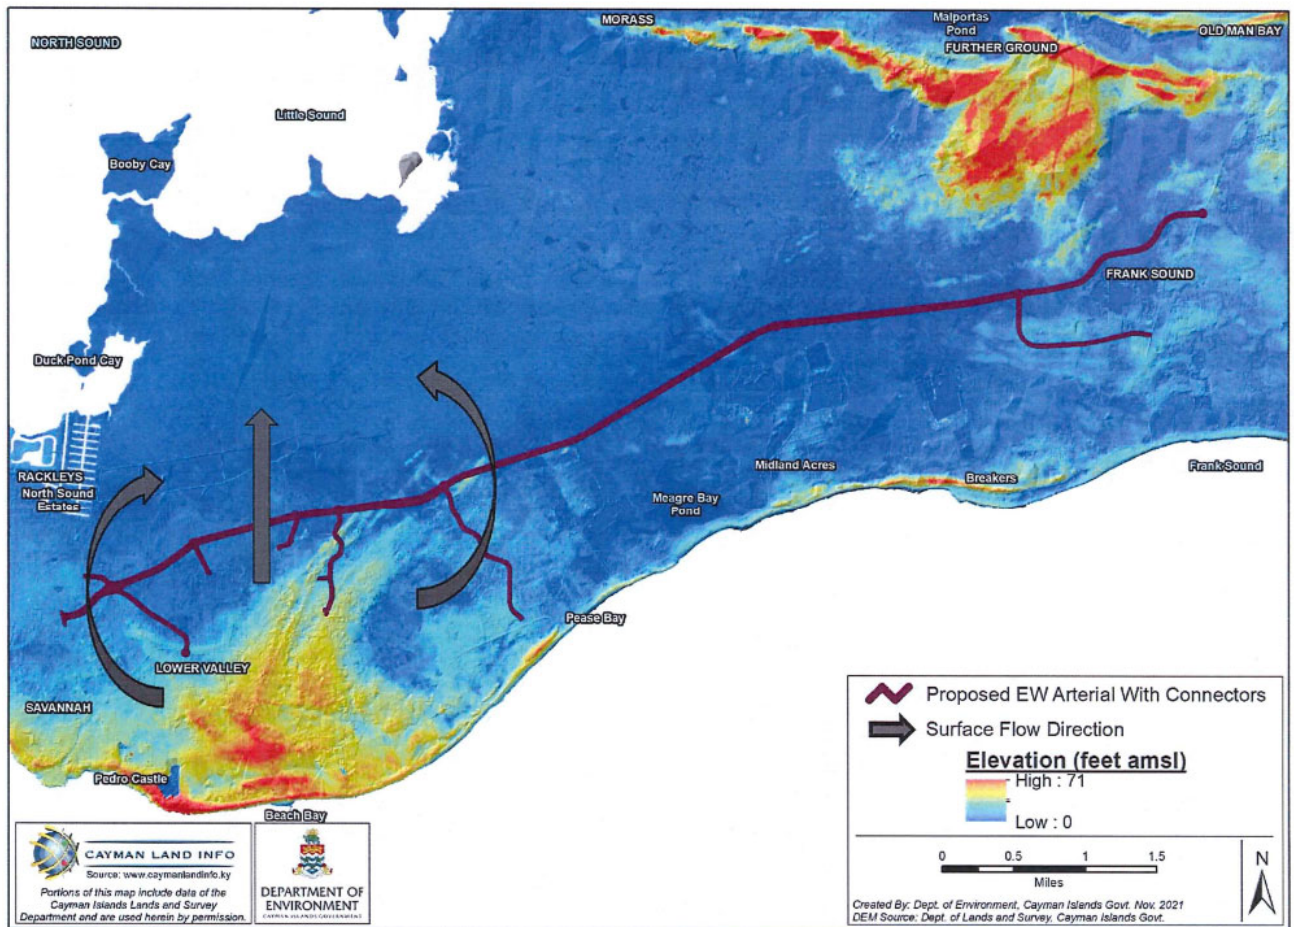 NORTH SOUND
MORASS
Malportas
Pond
FURTHER GROUND
OLD MAN BAY
Little Sound
Booby Cay
FRANK SOUND
Duck Pond Cay
RACKLEYS
North Sound
Estates
Midland Acres
Breakers
Frank Sound
Meagre Bay
Pond
Pease Bay
LOWER VALLEY
SAVANNAH
Pedro Castle
Beach Bay
Proposed EW Arterial With Connectors
Surface Flow Direction
Elevation (feet amsl)
High : 71
Low : 0
CAYMAN LAND INFO
Source: www.caymanlandinfo.ky
Portions of this map include data of the
Cayman Islands Lands and Survey
Department and are used herein by permission.
DEPARTMENT OF
ENVIRONMENT
CAYMAN ISLANDS GOVERNMENT
0 0.5 1 1.5
Miles
N
Created By: Dept. of Environment, Cayman Islands Govt. Nov. 2021
DEM Source: Dept. of Lands and Survey, Cayman Islands Govt.